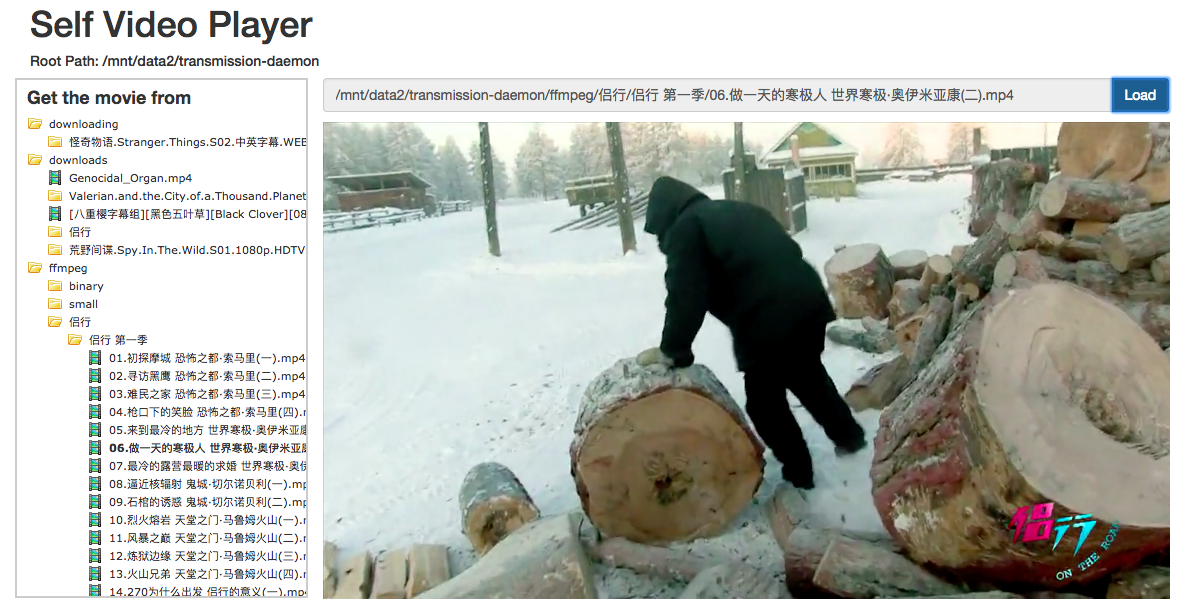 Self Video Player
Root Path: /mnt/data2/transmission-daemon
Get the movie from
downloading
怪奇物语.Stranger.Things.S02.中英字幕.WEB
downloads
Genocidal_Organ.mp4
Valerian.and.the.City.of.a.Thousand.Planet
[八重樱字幕组][黑色五叶草][Black Clover][08
侣行
荒野间谍.Spy.In.The.Wild.S01.1080p.HDTV
ffmpeg
binary
small
侣行
侣行 第一季
01.初探摩城 恐怖之都·索马里(一).mp4
02.寻访黑鹰 恐怖之都·索马里(二).mp4
03.难民之家 恐怖之都·索马里(三).mp4
04.枪口下的笑脸 恐怖之都·索马里(四).m
05.来到最冷的地方 世界寒极·奥伊米亚康
06.做一天的寒极人 世界寒极·奥伊米亚
07.最冷的露营最暖的求婚 世界寒极·奥伊
08.逼近核辐射 鬼城·切尔诺贝利(一).mp
09.石棺的诱惑 鬼城·切尔诺贝利(二).mp
10.烈火熔岩 天堂之门·马鲁姆火山(一).m
11.风暴之巅 天堂之门·马鲁姆火山(二).m
12.炼狱边缘 天堂之门·马鲁姆火山(三).m
13.火山兄弟 天堂之门·马鲁姆火山(四).m
14.270为什么出发 侣行的意义(一).mp4
/mnt/data2/transmission-daemon/ffmpeg/侣行/侣行 第一季/06.做一天的寒极人 世界寒极·奥伊米亚康(二).mp4
Load
侣行
ON THE ROAD